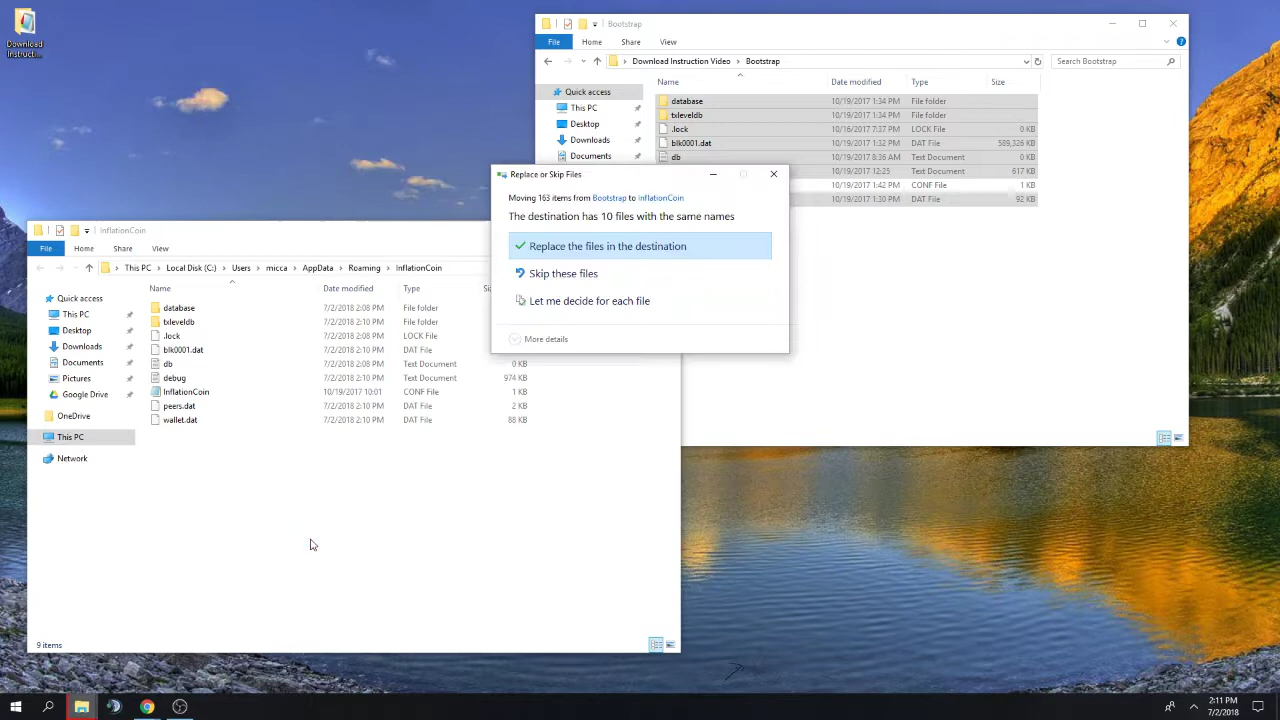 Download
Instruct...
Bootstrap
File Home Share View
Download Instruction Video > Bootstrap
Search Bootstrap
Name Date modified Type Size
Quick access
This PC
Desktop
Downloads
Documents
database 10/19/2017 1:34 PM File folder
txleveldb 10/19/2017 1:34 PM File folder
.lock 10/16/2017 7:37 PM LOCK File 0 KB
blk0001.dat 10/19/2017 1:32 PM DAT File 589,326 KB
db 10/19/2017 8:36 AM Text Document 0 KB
10/19/2017 12:25 Text Document 617 KB
10/19/2017 1:42 PM CONF File 1 KB
10/19/2017 1:30 PM DAT File 92 KB
Replace or Skip Files
Moving 163 items from Bootstrap to InflationCoin
The destination has 10 files with the same names
Replace the files in the destination
Skip these files
Let me decide for each file
More details
InflationCoin
File Home Share View
This PC > Local Disk (C:) > Users > micca > AppData > Roaming > InflationCoin
Name Date modified Type
Quick access
This PC
Desktop
Downloads
Documents
Pictures
Google Drive
OneDrive
This PC
Network
database 7/2/2018 2:08 PM File folder
txleveldb 7/2/2018 2:10 PM File folder
.lock 7/2/2018 2:08 PM LOCK File
blk0001.dat 7/2/2018 2:10 PM DAT File
db 7/2/2018 2:08 PM Text Document 0 KB
debug 7/2/2018 2:10 PM Text Document 974 KB
InflationCoin 10/19/2017 10:01 CONF File 1 KB
peers.dat 7/2/2018 2:10 PM DAT File 2 KB
wallet.dat 7/2/2018 2:10 PM DAT File 88 KB
9 items
2:11 PM
7/2/2018